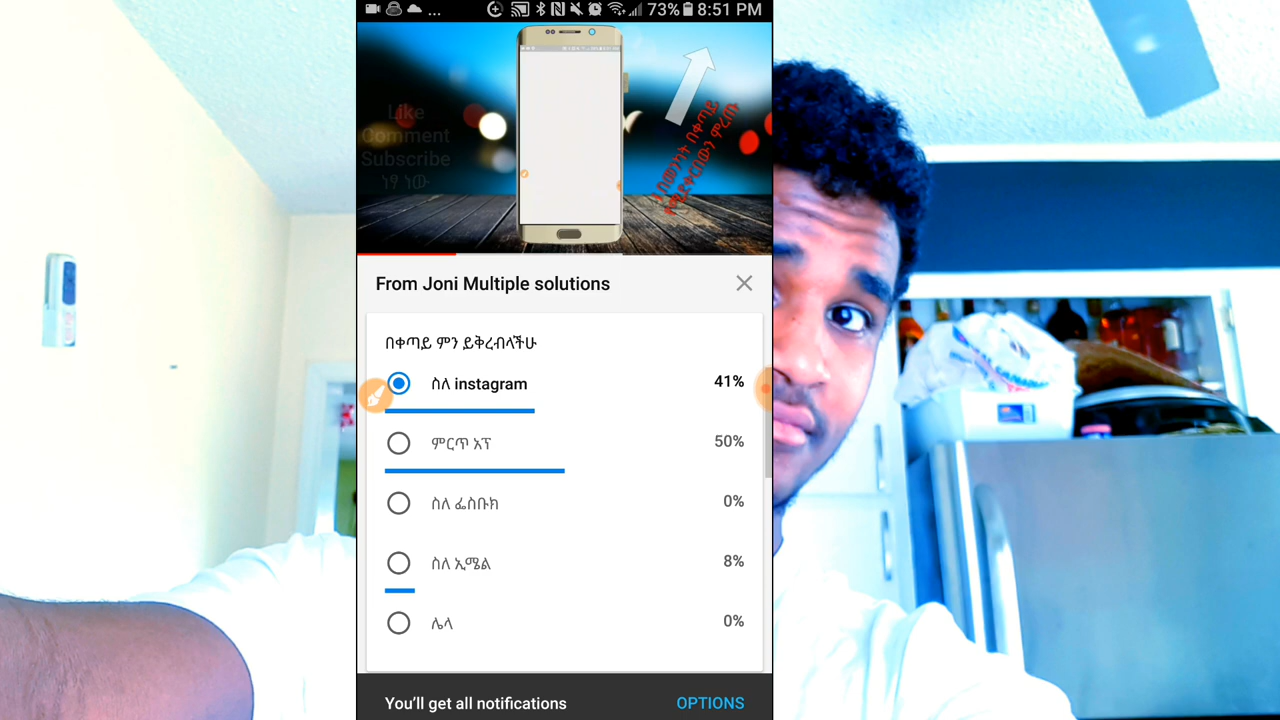 ... 73% 8:51 PM
Like
Comment
Subscribe
ነፃ ነው
From Joni Multiple solutions
በቀጣይ ምን ይቅረብላችሁ
ስለ instagram 41%
ምርጥ አፕ 50%
ስለ ፌስቡክ 0%
ስለ ኢሜል 8%
ሌላ 0%
You'll get all notifications OPTIONS